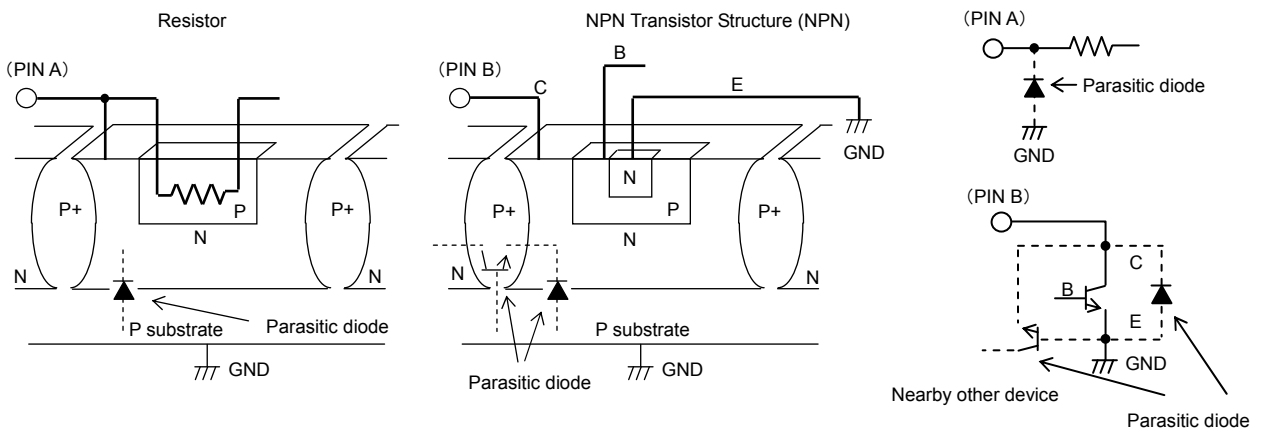 Resistor
(PIN A)
P+
P
P+
N
N
N
P substrate
Parasitic diode
GND
NPN Transistor Structure (NPN)
B
(PIN B)
C
E
GND
N
P+
P
P+
N
N
N
P substrate
GND
Parasitic diode
(PIN A)
Parasitic diode
GND
(PIN B)
C
B
E
GND
Nearby other device
Parasitic diode